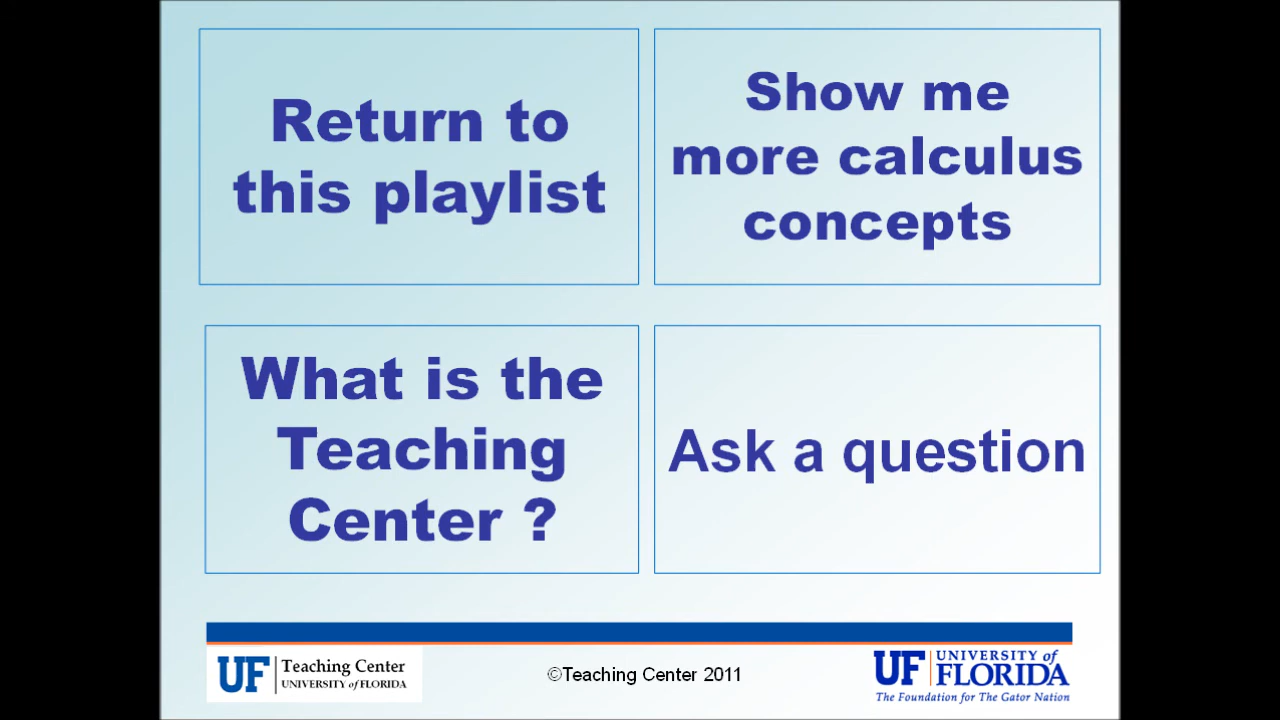 Return to
this playlist
Show me
more calculus
concepts
What is the
Teaching
Center ?
Ask a question
UF Teaching Center
UNIVERSITY of FLORIDA
©Teaching Center 2011
UF UNIVERSITY of
FLORIDA
The Foundation for The Gator Nation